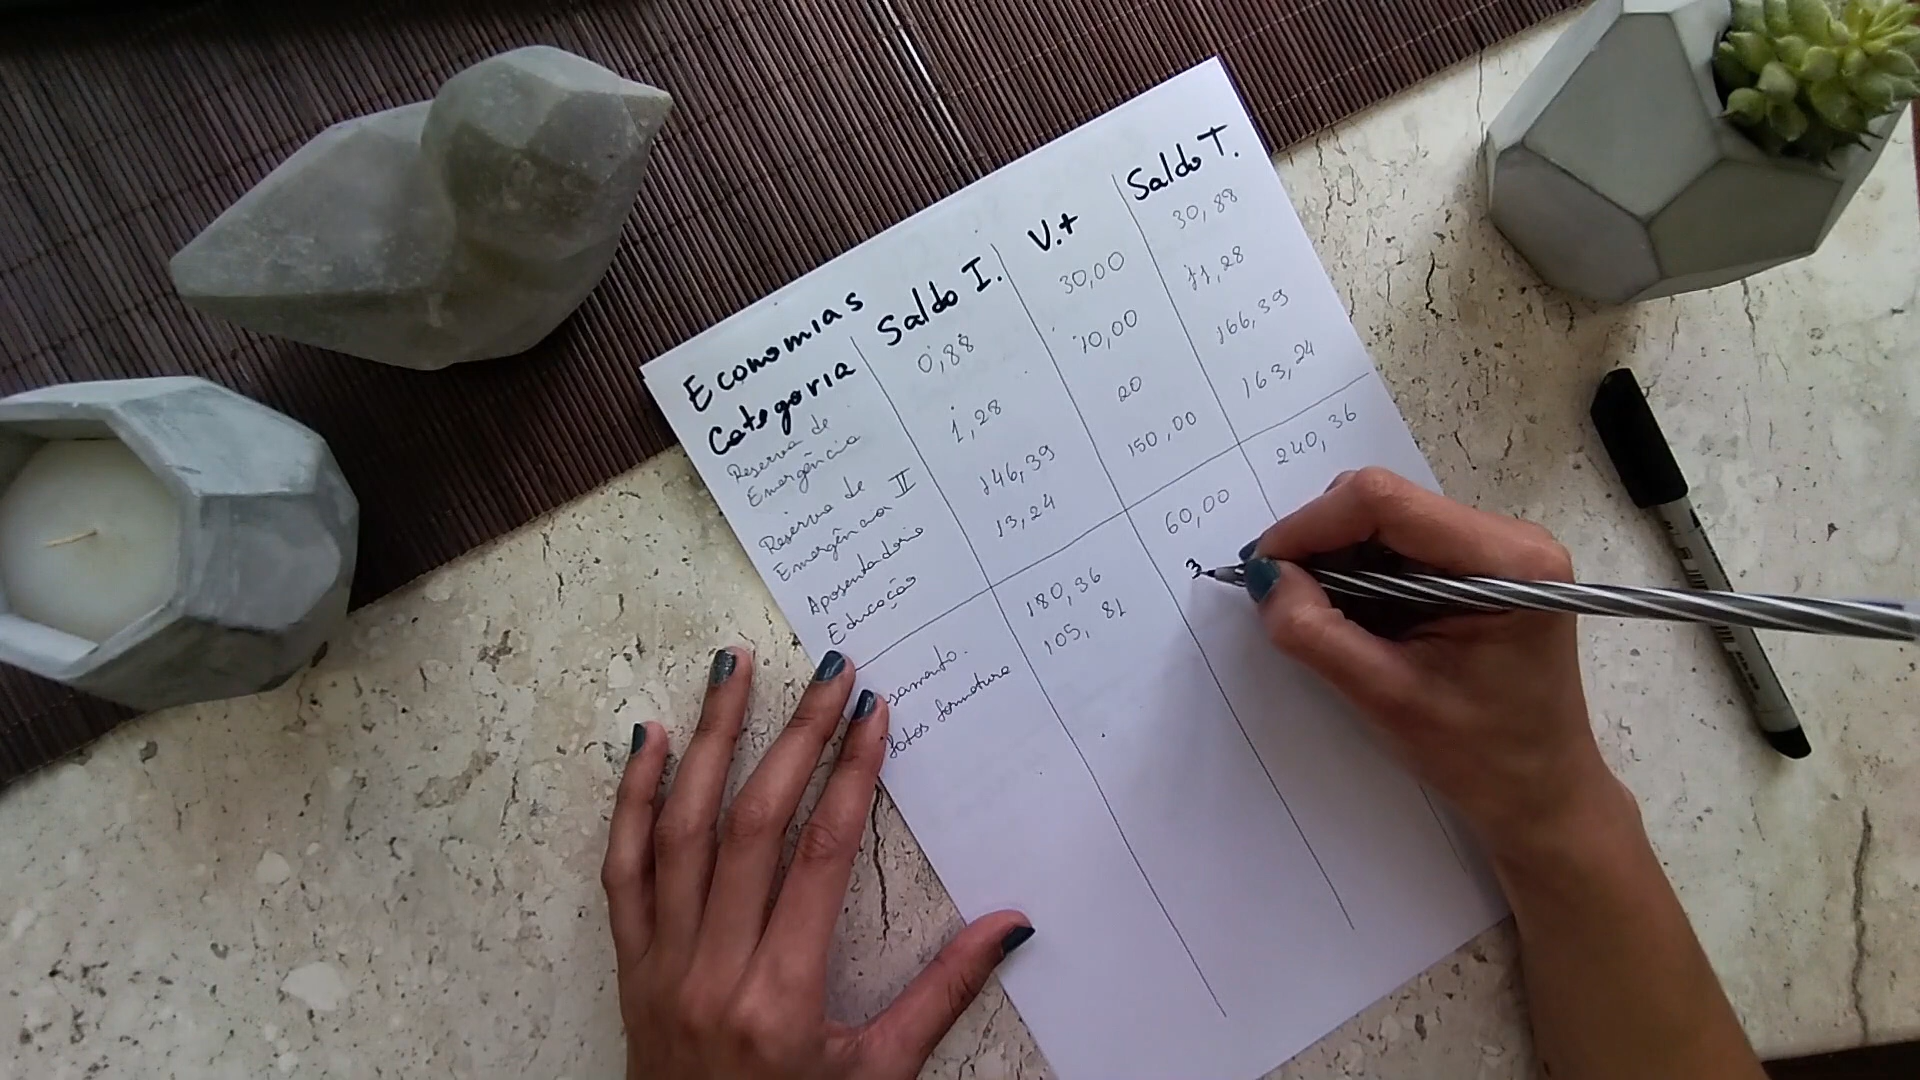 Economias
Categoria Saldo I. V.+ Saldo T.
Reserva de
Emergência 0,88 30,00 30,88
Reserva de
Emergência II 1,28 10,00 11,28
Aposentadoria 146,39 20 166,39
Educação 13,24 150,00 163,24
samento. 180,36 60,00 240,36
fotos formatura 105,81 3